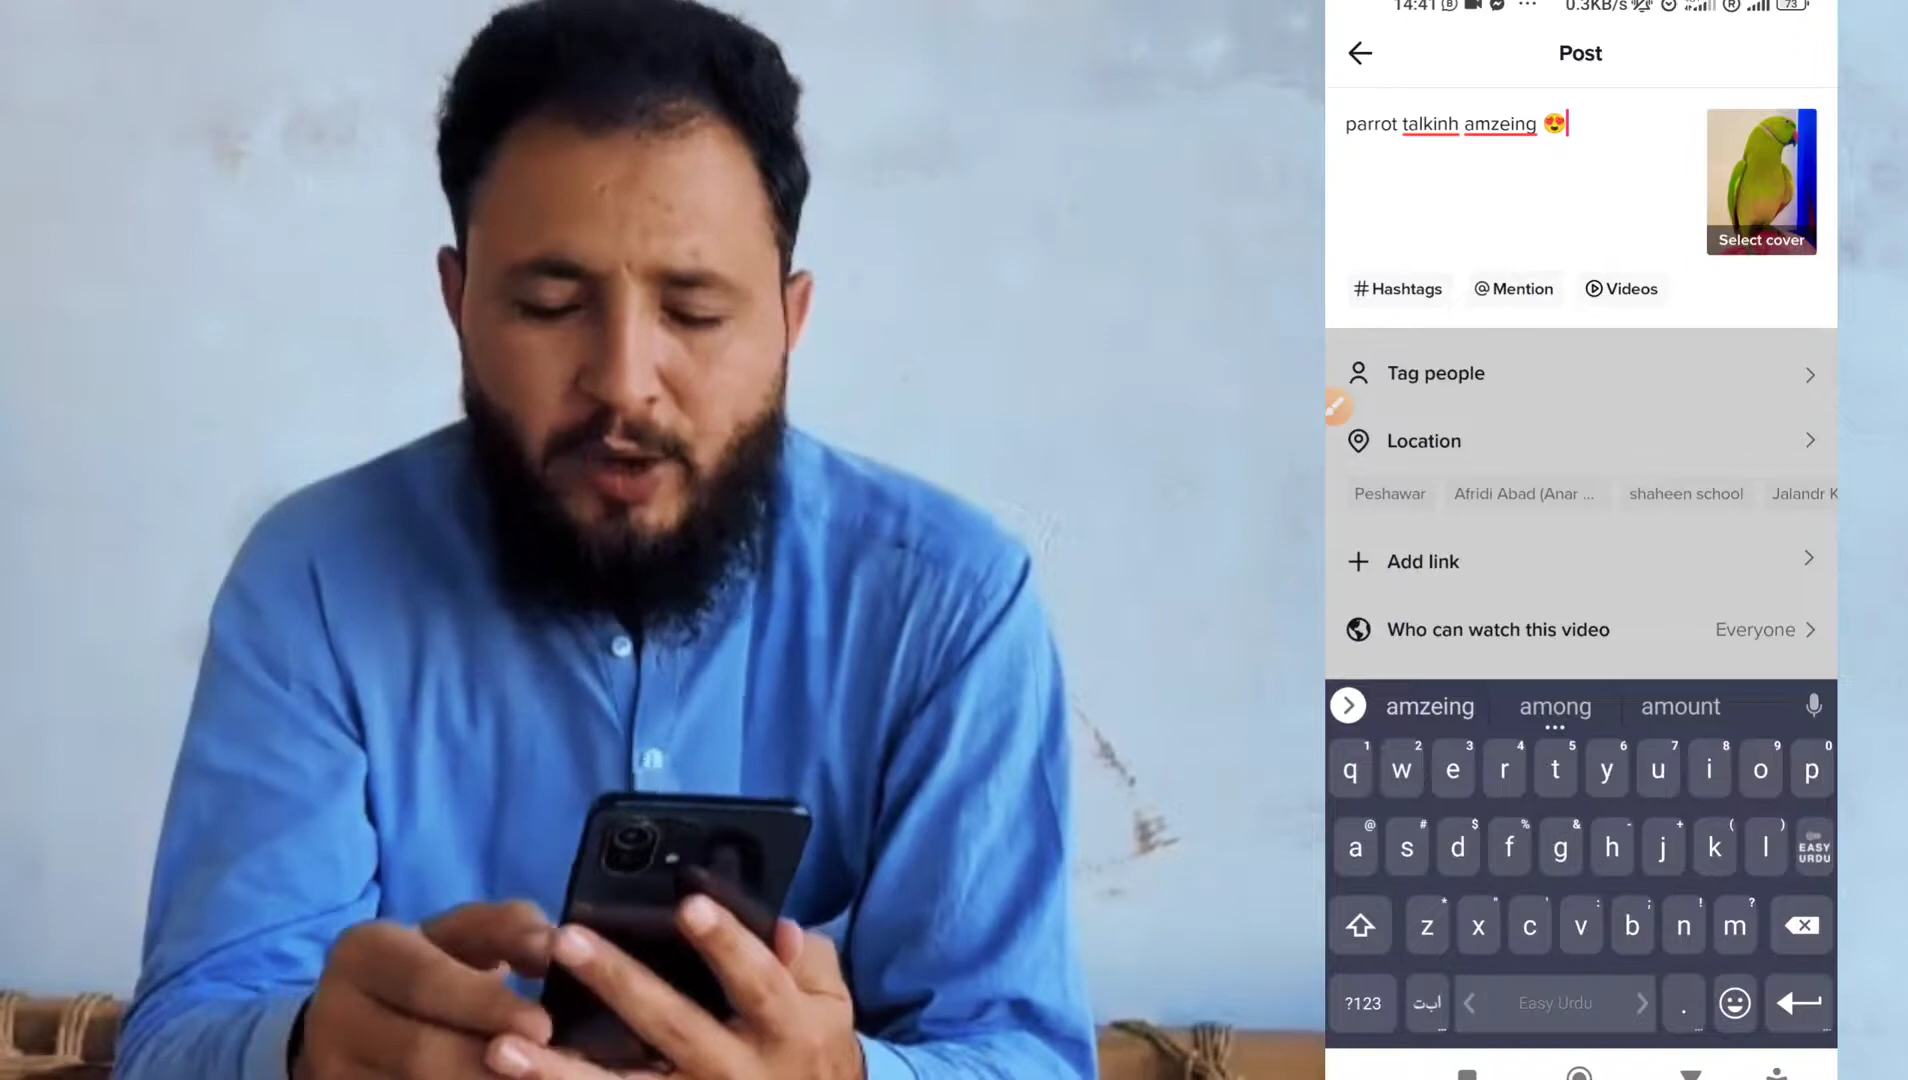 14:41 ... 0.3KB/s R 73
Post
parrot talkinh amzeing 😍
Select cover
# Hashtags @ Mention Videos
Tag people
Location
Peshawar Afridi Abad (Anar ... shaheen school Jalandr K
Add link
Who can watch this video Everyone
amzeing among amount
1 2 3 4 5 6 7 8 9 0
q w e r t y u i o p
@ # $ % & - + ( )
a s d f g h j k l EASY URDU
* " ' : ; ! ?
z x c v b n m
?123 اب‌ت Easy Urdu .